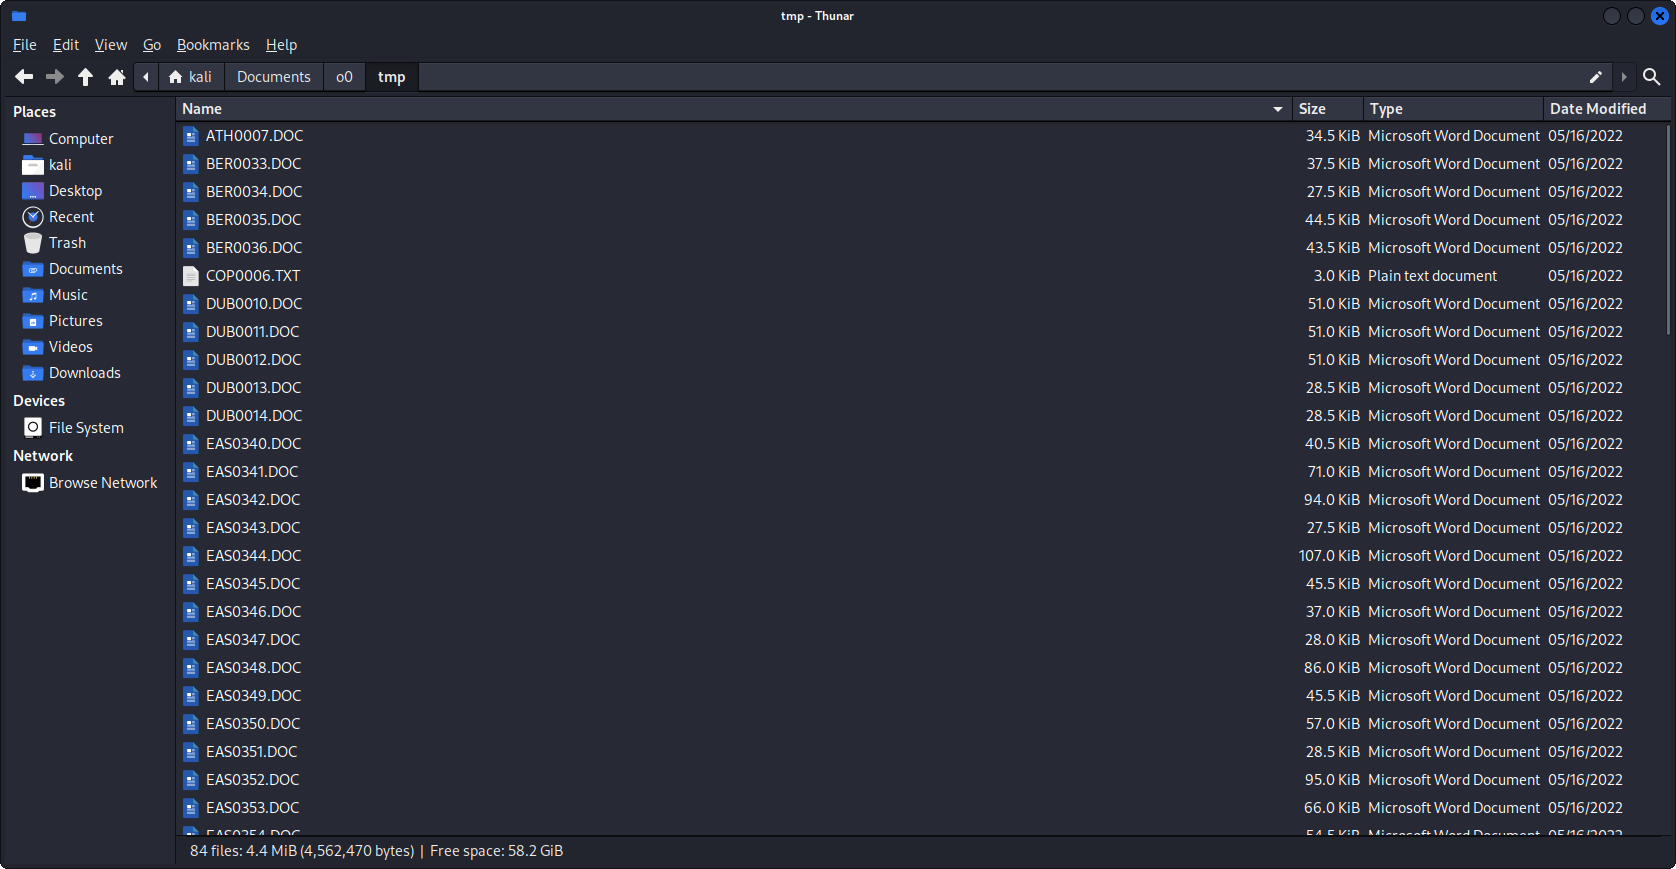 tmp - Thunar
File Edit View Go Bookmarks Help
kali Documents o0 tmp
Places
Computer
kali
Desktop
Recent
Trash
Documents
Music
Pictures
Videos
Downloads
Devices
File System
Network
Browse Network
Name Size Type Date Modified
ATH0007.DOC 34.5 KiB Microsoft Word Document 05/16/2022
BER0033.DOC 37.5 KiB Microsoft Word Document 05/16/2022
BER0034.DOC 27.5 KiB Microsoft Word Document 05/16/2022
BER0035.DOC 44.5 KiB Microsoft Word Document 05/16/2022
BER0036.DOC 43.5 KiB Microsoft Word Document 05/16/2022
COP0006.TXT 3.0 KiB Plain text document 05/16/2022
DUB0010.DOC 51.0 KiB Microsoft Word Document 05/16/2022
DUB0011.DOC 51.0 KiB Microsoft Word Document 05/16/2022
DUB0012.DOC 51.0 KiB Microsoft Word Document 05/16/2022
DUB0013.DOC 28.5 KiB Microsoft Word Document 05/16/2022
DUB0014.DOC 28.5 KiB Microsoft Word Document 05/16/2022
EAS0340.DOC 40.5 KiB Microsoft Word Document 05/16/2022
EAS0341.DOC 71.0 KiB Microsoft Word Document 05/16/2022
EAS0342.DOC 94.0 KiB Microsoft Word Document 05/16/2022
EAS0343.DOC 27.5 KiB Microsoft Word Document 05/16/2022
EAS0344.DOC 107.0 KiB Microsoft Word Document 05/16/2022
EAS0345.DOC 45.5 KiB Microsoft Word Document 05/16/2022
EAS0346.DOC 37.0 KiB Microsoft Word Document 05/16/2022
EAS0347.DOC 28.0 KiB Microsoft Word Document 05/16/2022
EAS0348.DOC 86.0 KiB Microsoft Word Document 05/16/2022
EAS0349.DOC 45.5 KiB Microsoft Word Document 05/16/2022
EAS0350.DOC 57.0 KiB Microsoft Word Document 05/16/2022
EAS0351.DOC 28.5 KiB Microsoft Word Document 05/16/2022
EAS0352.DOC 95.0 KiB Microsoft Word Document 05/16/2022
EAS0353.DOC 66.0 KiB Microsoft Word Document 05/16/2022
EAS0354.DOC 54.5 KiB Microsoft Word Document 05/16/2022
84 files: 4.4 MiB (4,562,470 bytes) | Free space: 58.2 GiB